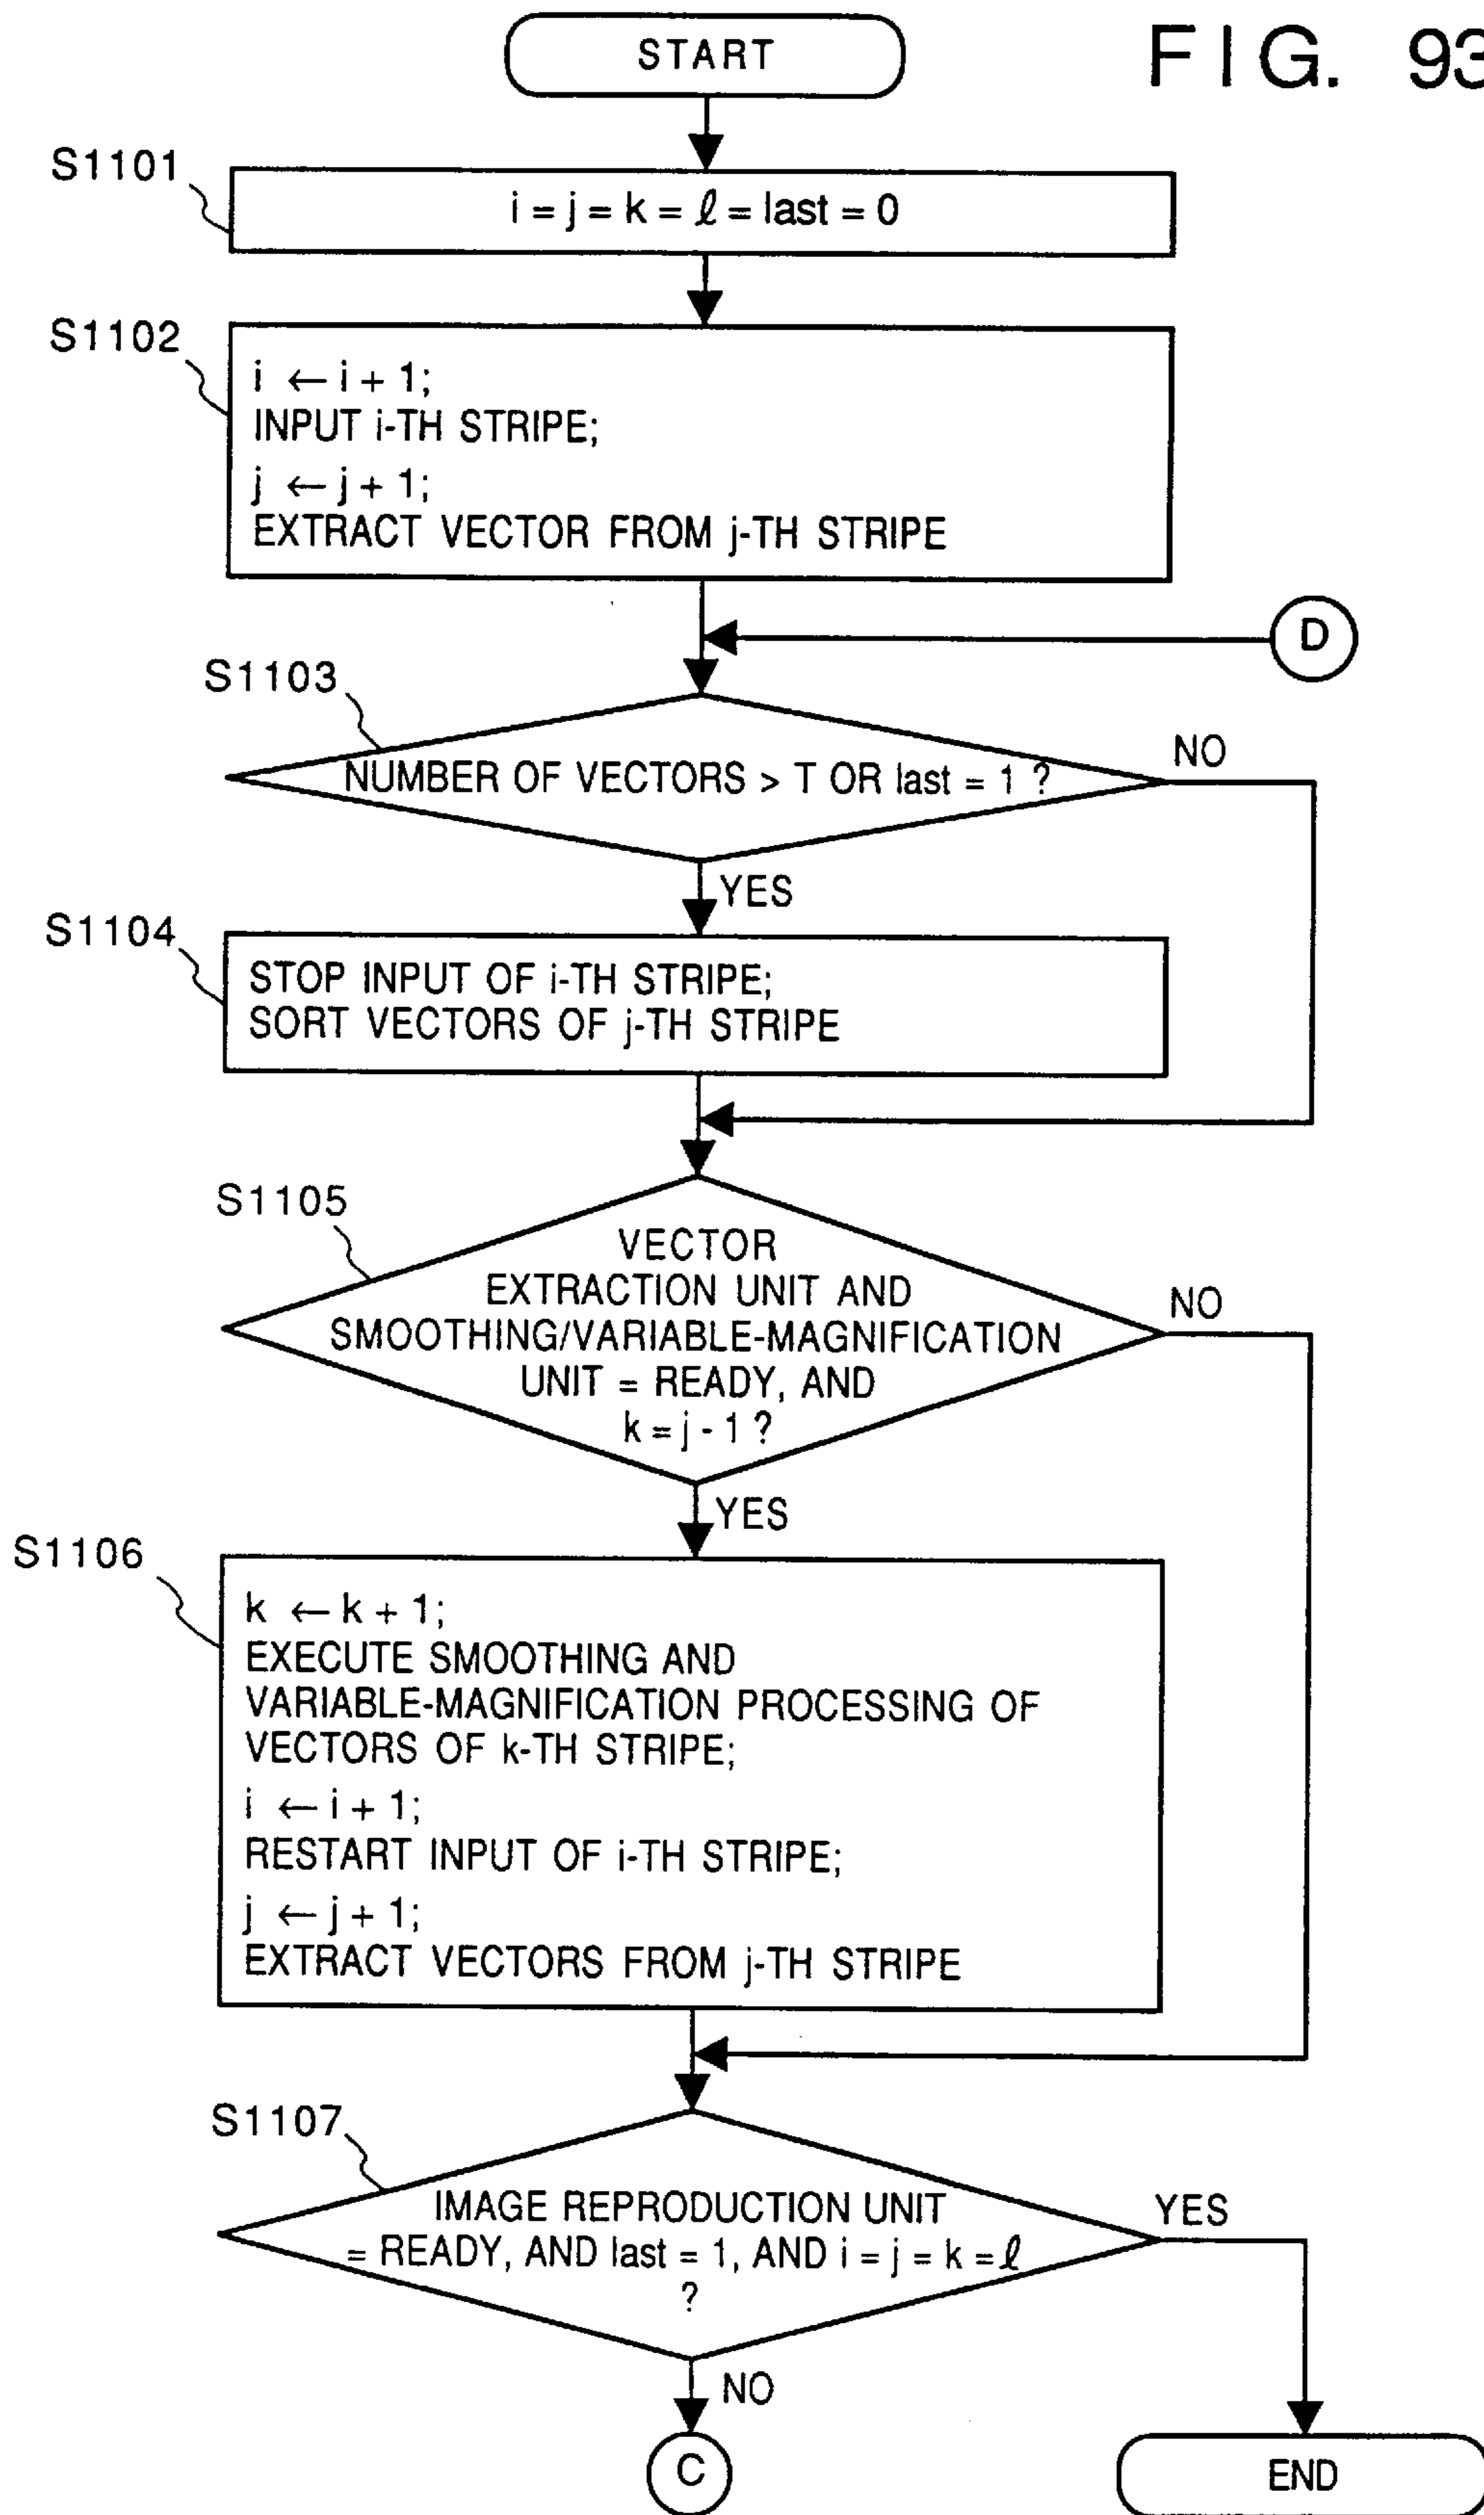 START
FIG. 93
S1101
i = j = k = ℓ = last = 0
S1102
i ← i + 1;
INPUT i-TH STRIPE;
j ← j + 1;
EXTRACT VECTOR FROM j-TH STRIPE
D
S1103
NUMBER OF VECTORS > T OR last = 1 ?
NO
YES
S1104
STOP INPUT OF i-TH STRIPE;
SORT VECTORS OF j-TH STRIPE
S1105
VECTOR
EXTRACTION UNIT AND
SMOOTHING/VARIABLE-MAGNIFICATION
UNIT = READY, AND
k = j - 1 ?
NO
YES
S1106
k ← k + 1;
EXECUTE SMOOTHING AND
VARIABLE-MAGNIFICATION PROCESSING OF
VECTORS OF k-TH STRIPE;
i ← i + 1;
RESTART INPUT OF i-TH STRIPE;
j ← j + 1;
EXTRACT VECTORS FROM j-TH STRIPE
S1107
IMAGE REPRODUCTION UNIT
= READY, AND last = 1, AND i = j = k = ℓ
?
YES
NO
C
END